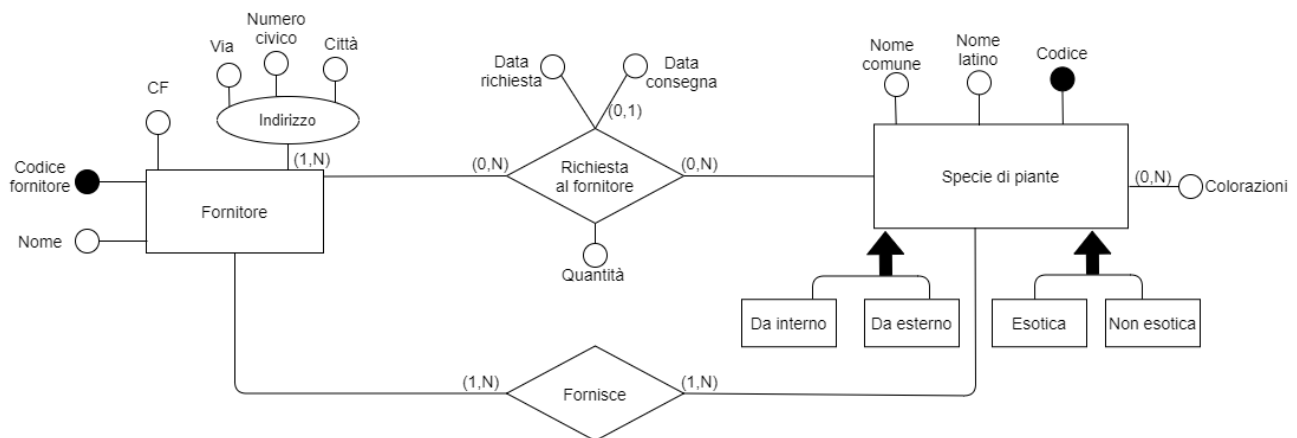 Numero
civico
Via
Città
CF
Indirizzo
(1,N)
Codice
fornitore
Fornitore
Nome
Data
richiesta
Data
consegna
(0,1)
(0,N)
Richiesta
al fornitore
(0,N)
Quantità
Nome
comune
Nome
latino
Codice
Specie di piante
(0,N)
Colorazioni
Da interno
Da esterno
Esotica
Non esotica
(1,N)
Fornisce
(1,N)